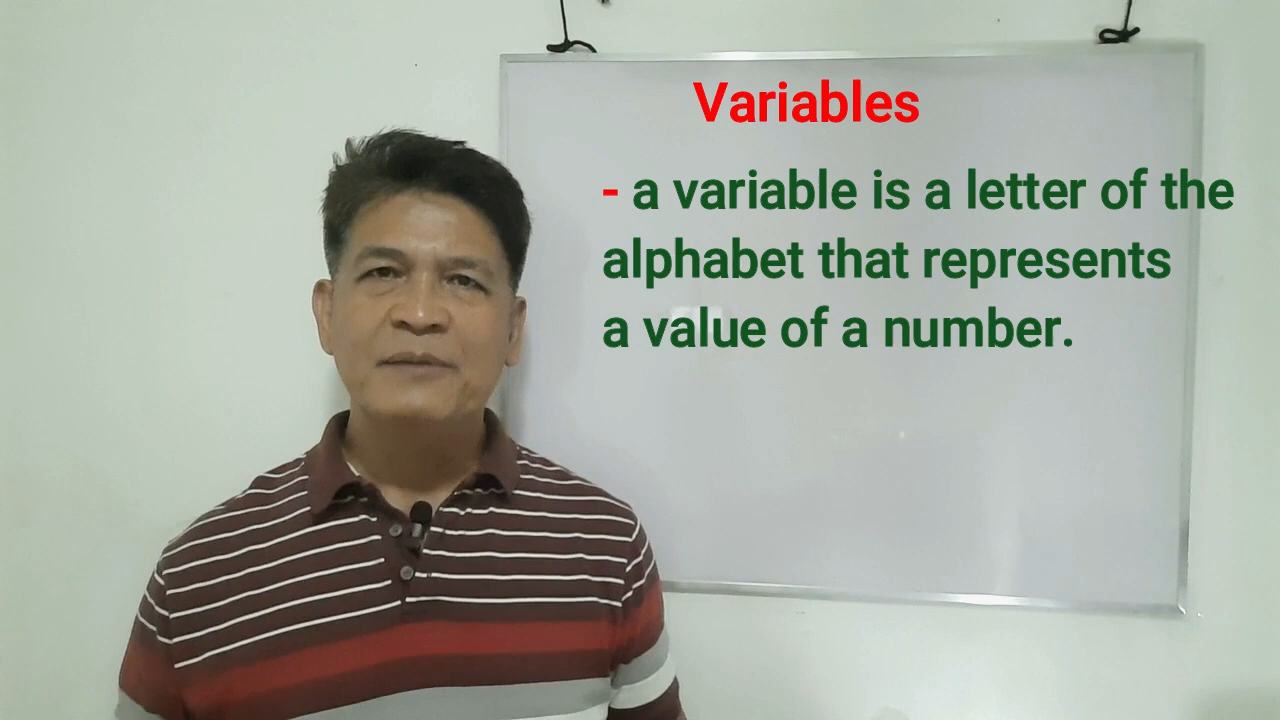 Variables
- a variable is a letter of the
alphabet that represents
a value of a number.